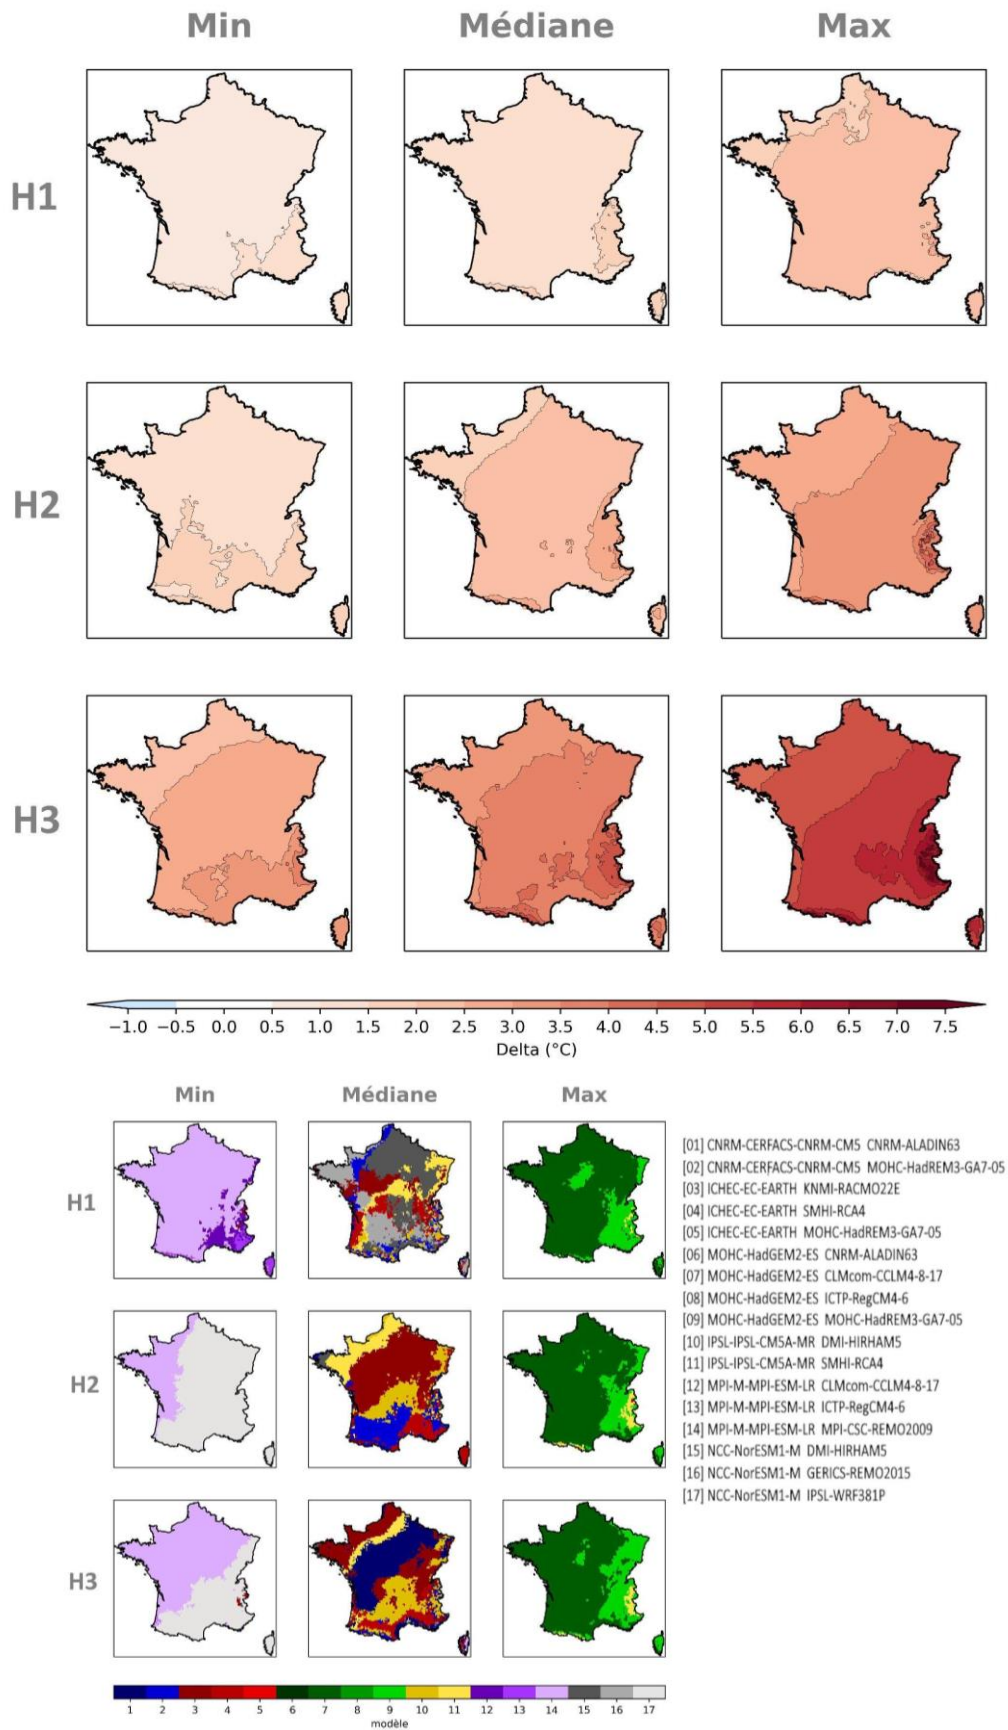 Min Médiane Max
H1
H2
H3
−1.0 −0.5 0.0 0.5 1.0 1.5 2.0 2.5 3.0 3.5 4.0 4.5 5.0 5.5 6.0 6.5 7.0 7.5
Delta (°C)
Min Médiane Max
H1
H2
H3
[01] CNRM-CERFACS-CNRM-CM5 CNRM-ALADIN63
[02] CNRM-CERFACS-CNRM-CM5 MOHC-HadREM3-GA7-05
[03] ICHEC-EC-EARTH KNMI-RACMO22E
[04] ICHEC-EC-EARTH SMHI-RCA4
[05] ICHEC-EC-EARTH MOHC-HadREM3-GA7-05
[06] MOHC-HadGEM2-ES CNRM-ALADIN63
[07] MOHC-HadGEM2-ES CLMcom-CCLM4-8-17
[08] MOHC-HadGEM2-ES ICTP-RegCM4-6
[09] MOHC-HadGEM2-ES MOHC-HadREM3-GA7-05
[10] IPSL-IPSL-CM5A-MR DMI-HIRHAM5
[11] IPSL-IPSL-CM5A-MR SMHI-RCA4
[12] MPI-M-MPI-ESM-LR CLMcom-CCLM4-8-17
[13] MPI-M-MPI-ESM-LR ICTP-RegCM4-6
[14] MPI-M-MPI-ESM-LR MPI-CSC-REMO2009
[15] NCC-NorESM1-M DMI-HIRHAM5
[16] NCC-NorESM1-M GERICS-REMO2015
[17] NCC-NorESM1-M IPSL-WRF381P
1 2 3 4 5 6 7 8 9 10 11 12 13 14 15 16 17
modèle